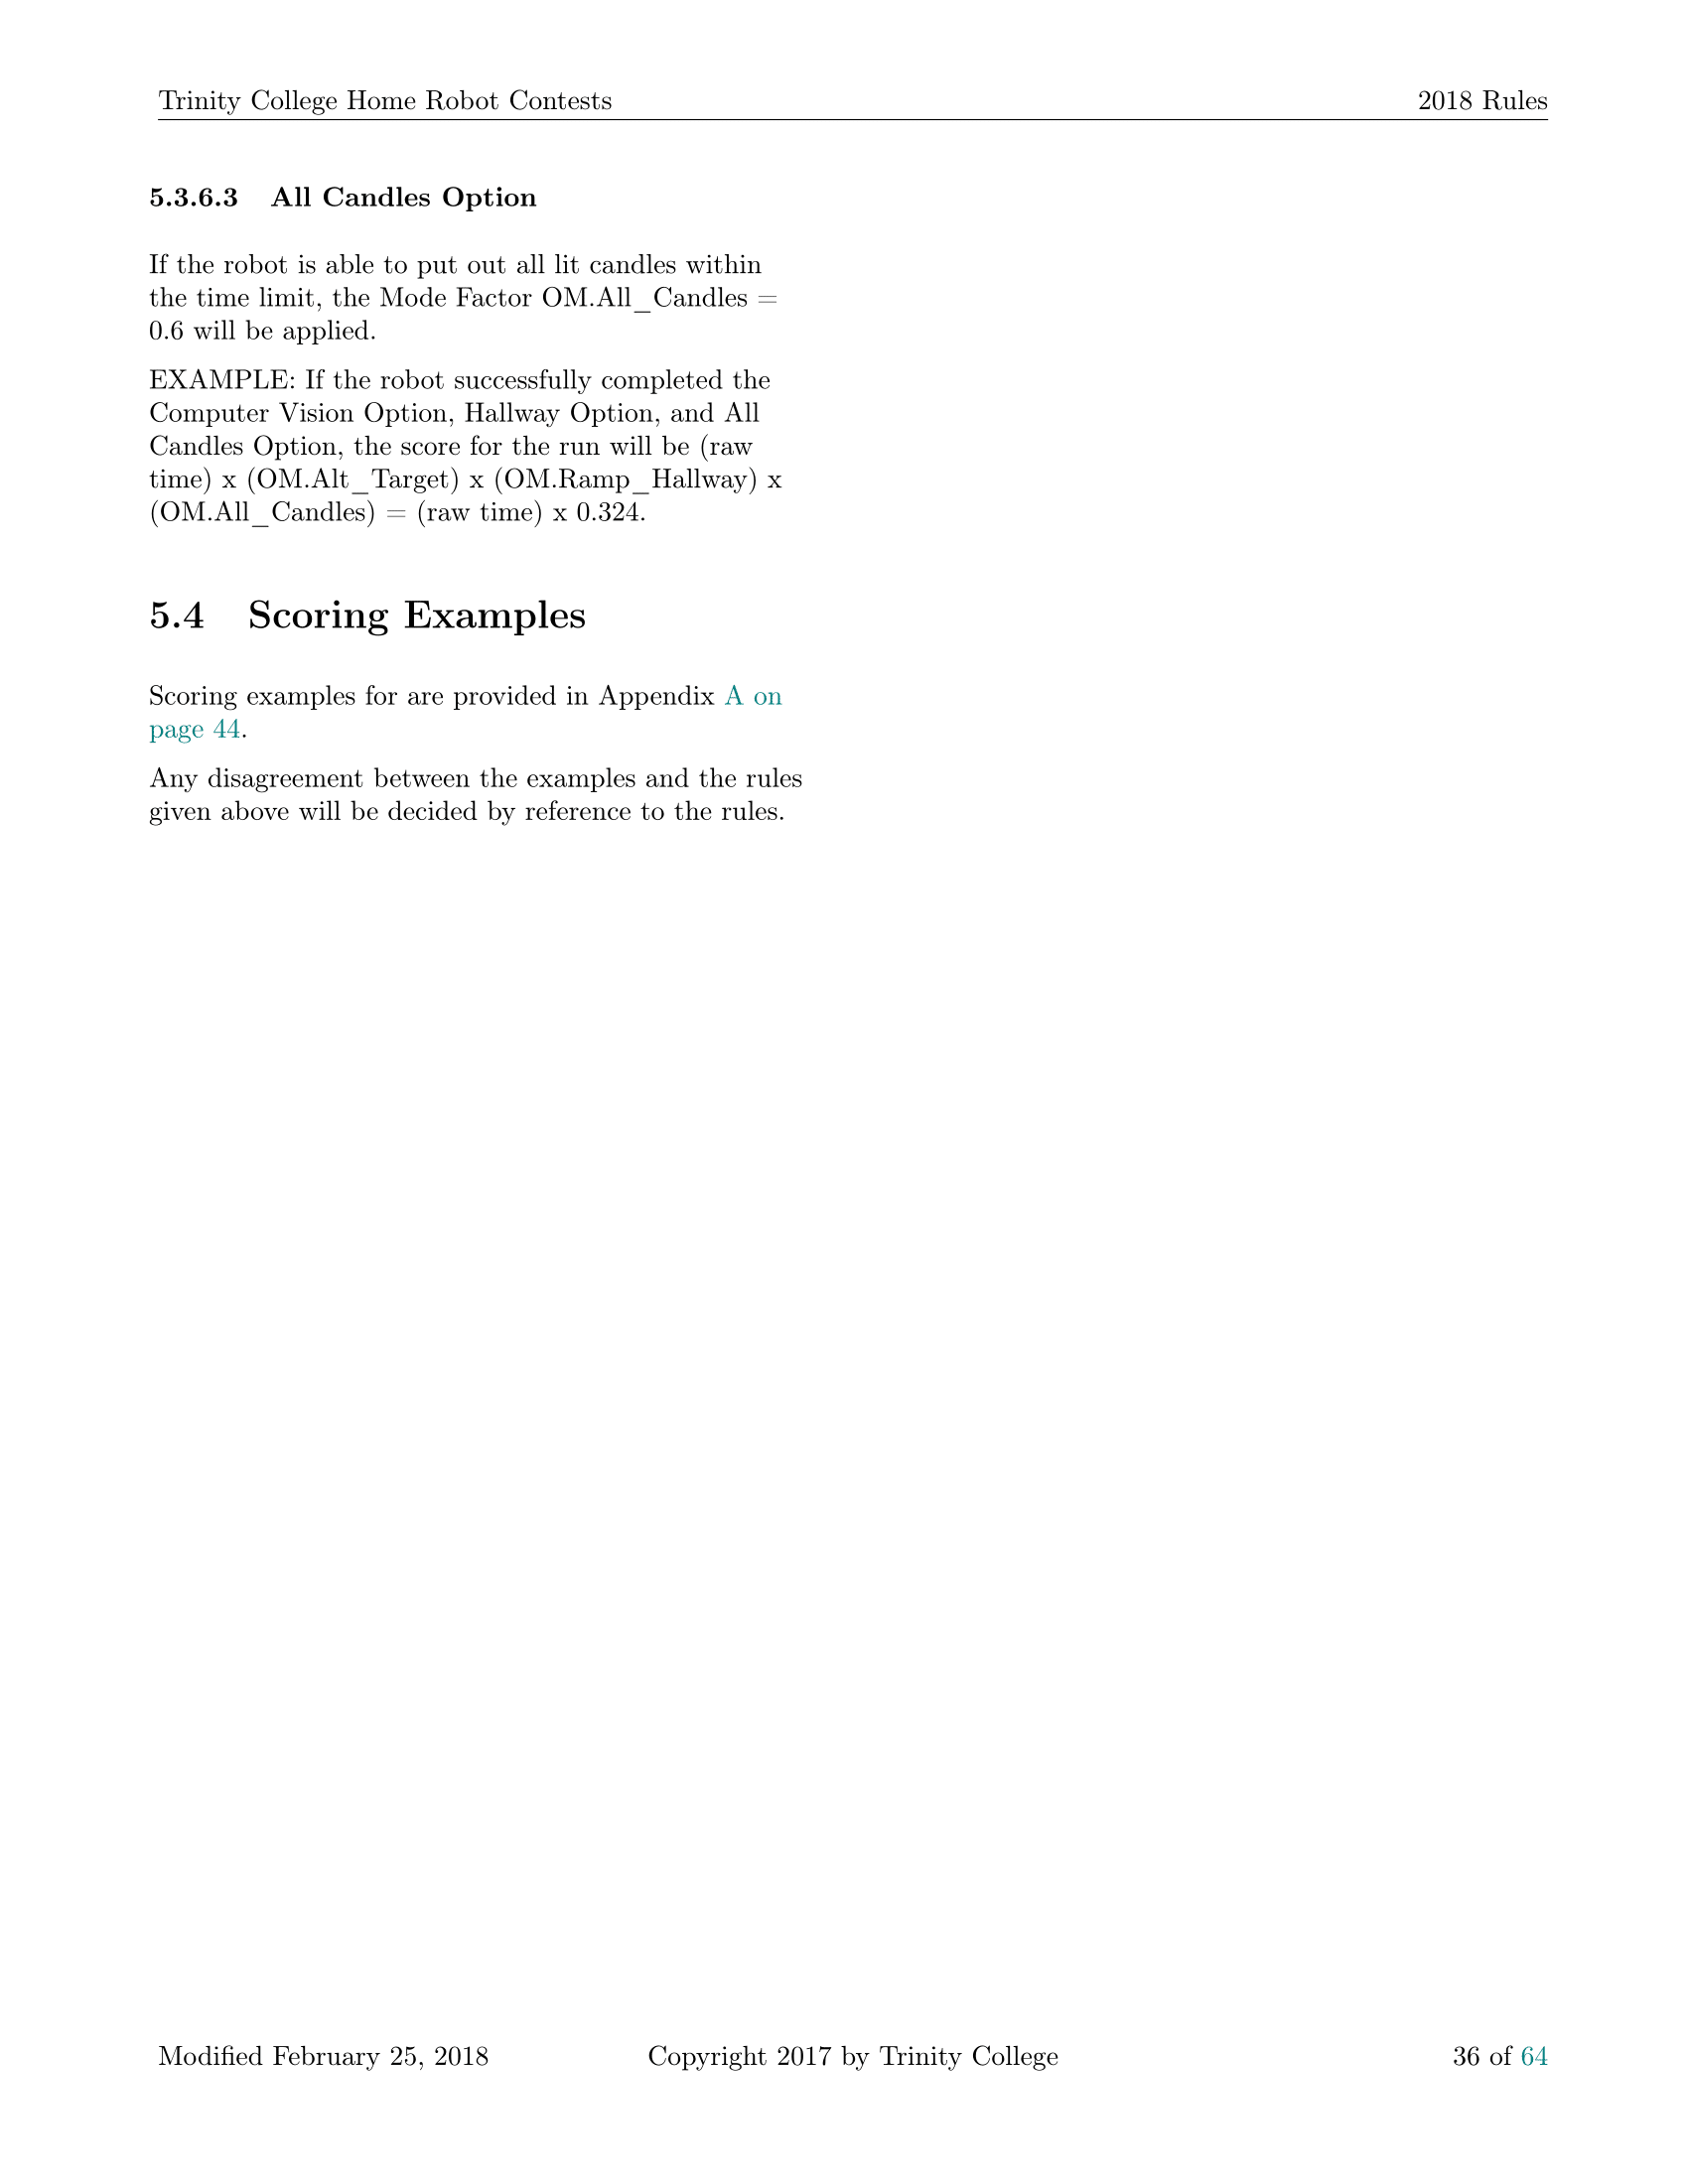 Trinity College Home Robot Contests 2018 Rules
5.3.6.3 All Candles Option
If the robot is able to put out all lit candles within
the time limit, the Mode Factor OM.All_Candles =
0.6 will be applied.
EXAMPLE: If the robot successfully completed the
Computer Vision Option, Hallway Option, and All
Candles Option, the score for the run will be (raw
time) x (OM.Alt_Target) x (OM.Ramp_Hallway) x
(OM.All_Candles) = (raw time) x 0.324.
5.4 Scoring Examples
Scoring examples for are provided in Appendix A on
page 44.
Any disagreement between the examples and the rules
given above will be decided by reference to the rules.
Modified February 25, 2018 Copyright 2017 by Trinity College 36 of 64